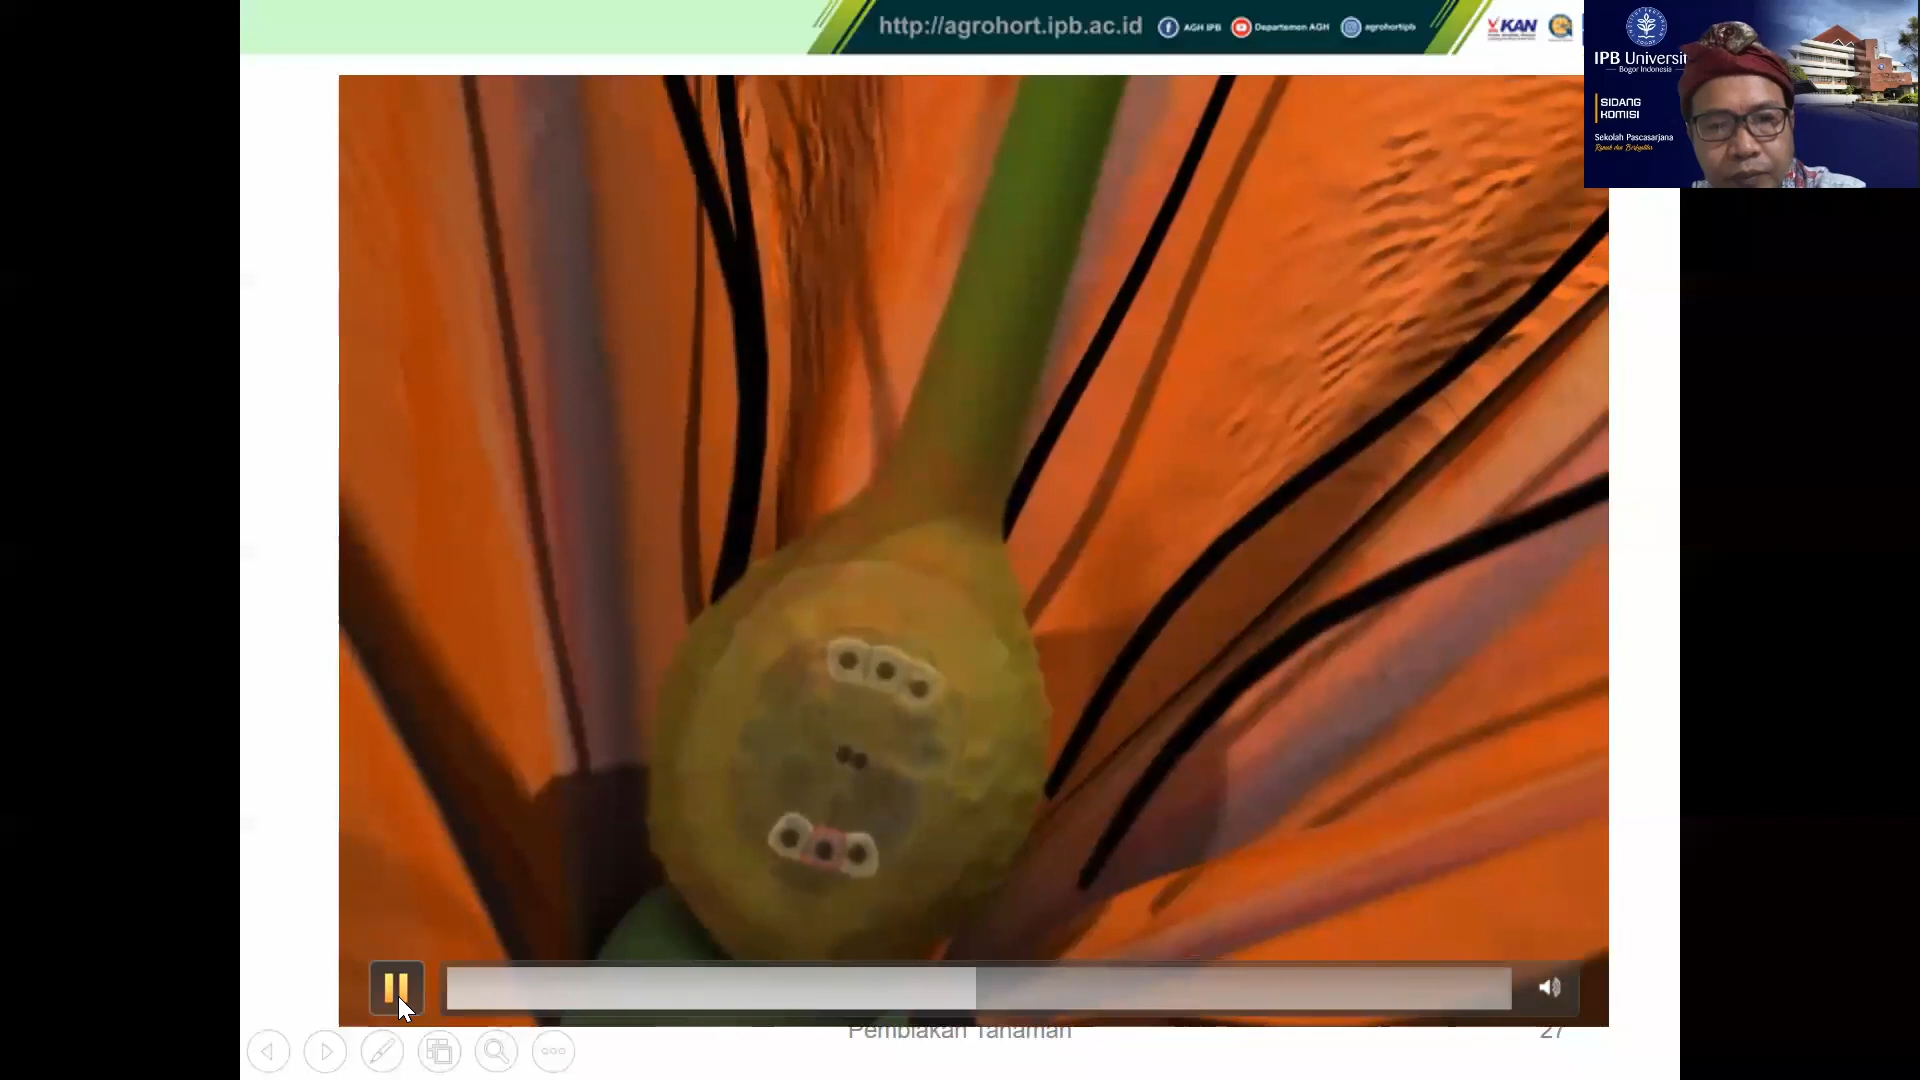 http://agrohort.ipb.ac.id
AGH IPB
Departemen AGH
agrohortipb
KAN
IPB Universit
Bogor Indonesia
SIDANG
KOMISI
Sekolah Pascasarjana
Pembiakan Tanaman
27